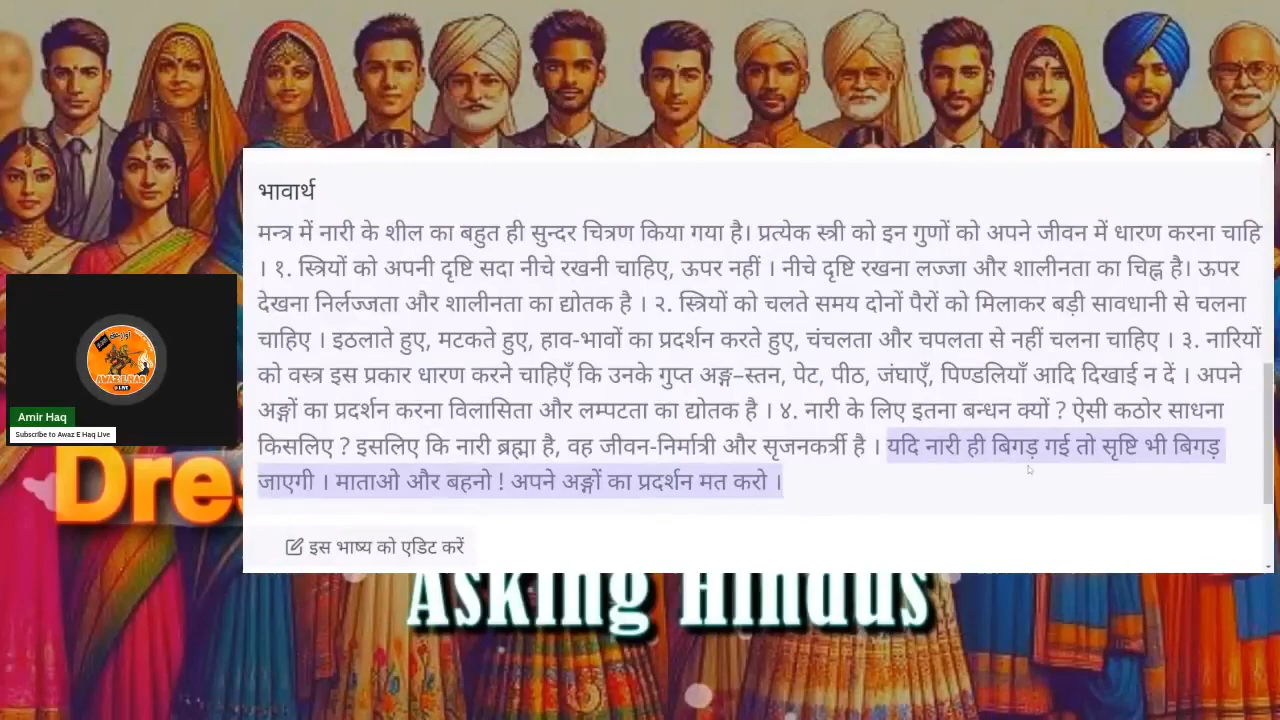 भावार्थ
मन्त्र में नारी के शील का बहुत ही सुन्दर चित्रण किया गया है। प्रत्येक स्त्री को इन गुणों को अपने जीवन में धारण करना चाहि
। १. स्त्रियों को अपनी दृष्टि सदा नीचे रखनी चाहिए, ऊपर नहीं । नीचे दृष्टि रखना लज्जा और शालीनता का चिह्न है। ऊपर
देखना निर्लज्जता और शालीनता का द्योतक है । २. स्त्रियों को चलते समय दोनों पैरों को मिलाकर बड़ी सावधानी से चलना
चाहिए । इठलाते हुए, मटकते हुए, हाव-भावों का प्रदर्शन करते हुए, चंचलता और चपलता से नहीं चलना चाहिए । ३. नारियों
को वस्त्र इस प्रकार धारण करने चाहिएँ कि उनके गुप्त अङ्ग–स्तन, पेट, पीठ, जंघाएँ, पिण्डलियाँ आदि दिखाई न दें । अपने
अङ्गों का प्रदर्शन करना विलासिता और लम्पटता का द्योतक है । ४. नारी के लिए इतना बन्धन क्यों ? ऐसी कठोर साधना
किसलिए ? इसलिए कि नारी ब्रह्मा है, वह जीवन-निर्मात्री और सृजनकर्त्री है । यदि नारी ही बिगड़ गई तो सृष्टि भी बिगड़
जाएगी । माताओ और बहनो ! अपने अङ्गों का प्रदर्शन मत करो ।
इस भाष्य को एडिट करें
AWAZ E HAQ
LIVE
Amir Haq
Subscribe to Awaz E Haq Live
Dres
Asking Hindus